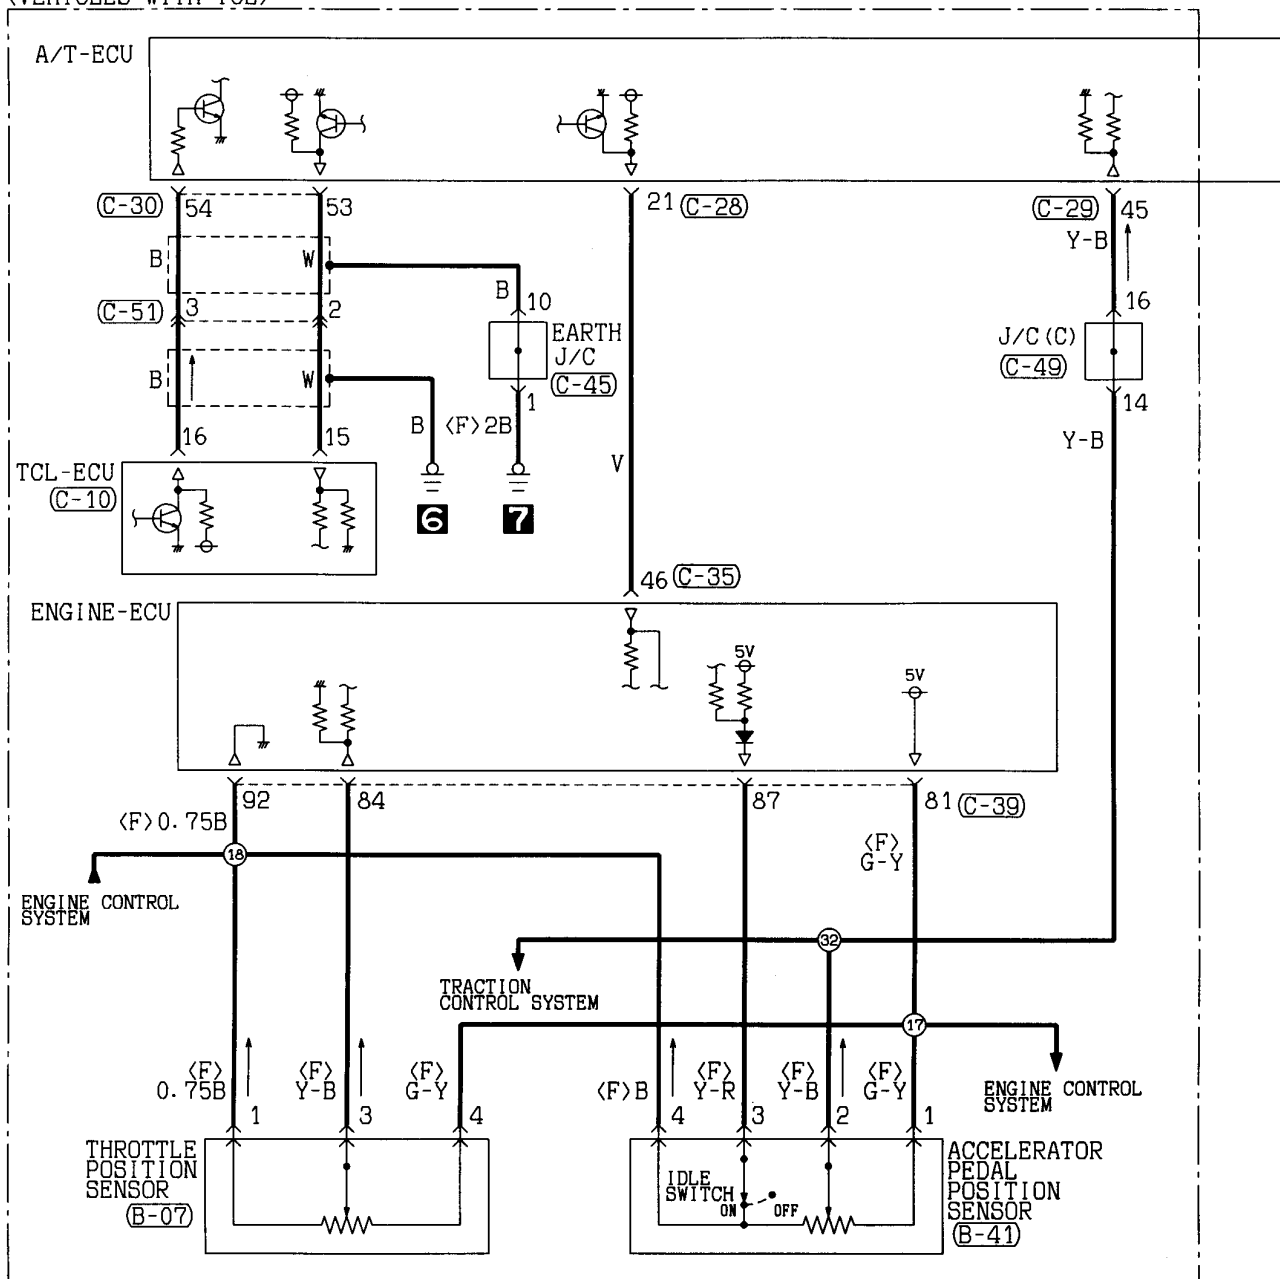 (VEHICLES WITH TCL)
A/T-ECU
C-30 54 53 21 C-28 C-29 45
Y-B
B W
B 10 16
C-51 3 2
EARTH J/C C-45
J/C(C) C-49
B W
1 14
B <F>2B Y-B
16 15
V
TCL-ECU
C-10
6 7
46 C-35
ENGINE-ECU
5V
5V
92 84 87 81 C-39
<F>0.75B
<F>
G-Y
18
ENGINE CONTROL
SYSTEM
32
TRACTION
CONTROL SYSTEM
17
<F> <F> <F> <F> <F> <F>
0.75B Y-B G-Y <F>B Y-R Y-B G-Y
ENGINE CONTROL
SYSTEM
1 3 4 4 3 2 1
THROTTLE
POSITION
SENSOR
B-07
IDLE
SWITCH
ON OFF
ACCELERATOR
PEDAL
POSITION
SENSOR
B-41